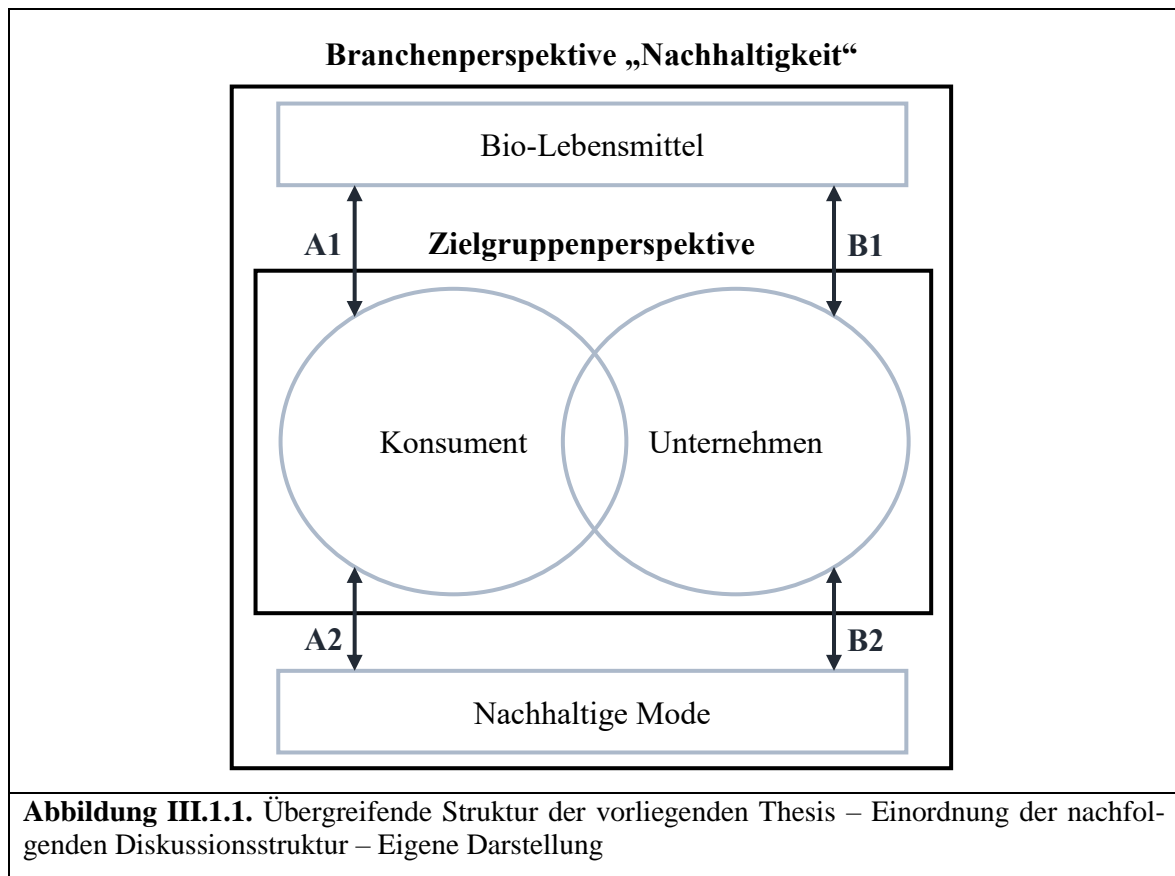 Branchenperspektive „Nachhaltigkeit“
Bio-Lebensmittel
A1
Zielgruppenperspektive
B1
Konsument
Unternehmen
A2
B2
Nachhaltige Mode
Abbildung III.1.1. Übergreifende Struktur der vorliegenden Thesis – Einordnung der nachfol-
genden Diskussionsstruktur – Eigene Darstellung